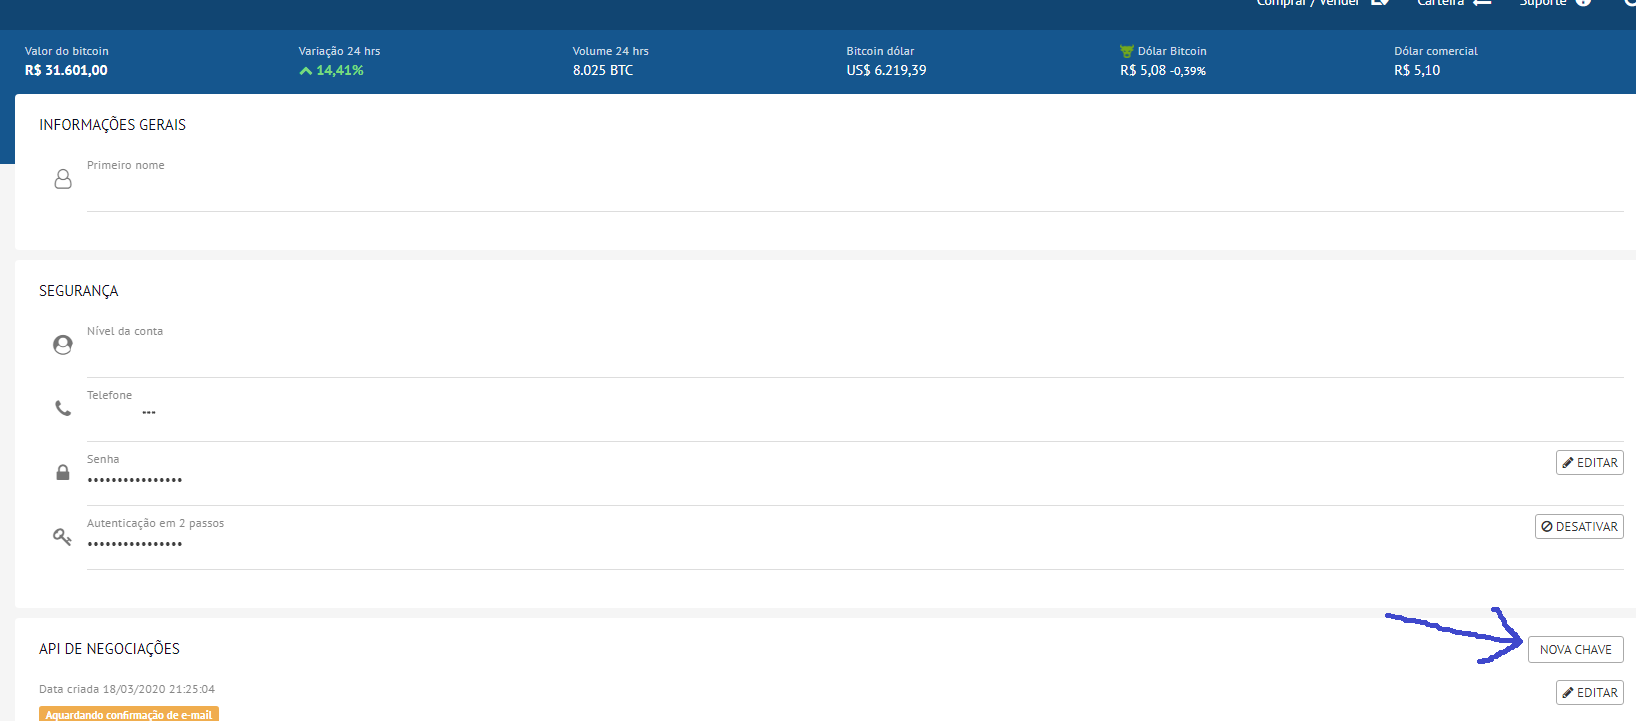 Comprar / Vender Carteira Suporte
Valor do bitcoin Variação 24 hrs Volume 24 hrs Bitcoin dólar Dólar Bitcoin Dólar comercial
R$ 31.601,00 14,41% 8.025 BTC US$ 6.219,39 R$ 5,08 -0,39% R$ 5,10
INFORMAÇÕES GERAIS
Primeiro nome
SEGURANÇA
Nível da conta
Telefone
---
Senha
•••••••••••••••• EDITAR
Autenticação em 2 passos
•••••••••••••••• DESATIVAR
API DE NEGOCIAÇÕES NOVA CHAVE
Data criada 18/03/2020 21:25:04 EDITAR
Aguardando confirmação de e-mail